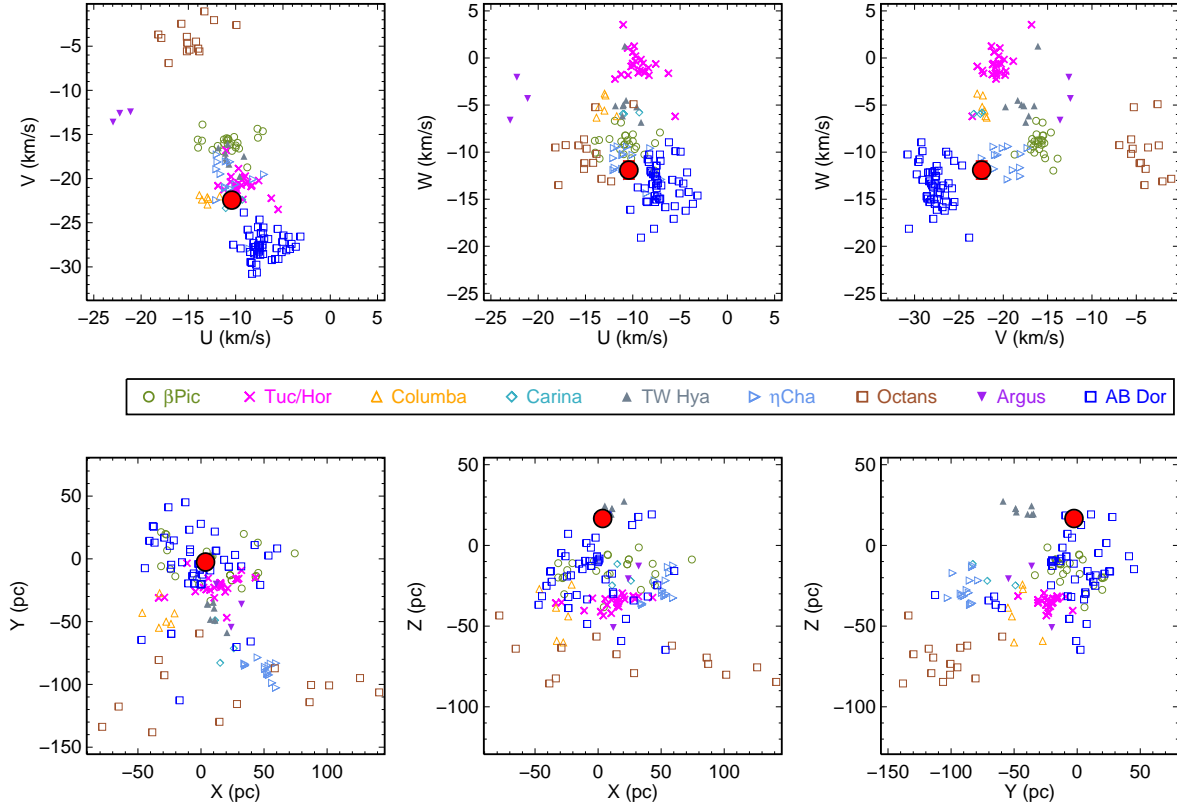 −5
−10
−15
−20
−25
−30
V (km/s)
−25 −20 −15 −10 −5 0 5
U (km/s)
5
0
−5
−10
−15
−20
−25
W (km/s)
−25 −20 −15 −10 −5 0 5
U (km/s)
5
0
−5
−10
−15
−20
−25
W (km/s)
−30 −25 −20 −15 −10 −5
V (km/s)
βPic Tuc/Hor Columba Carina TW Hya ηCha Octans Argus AB Dor
50
0
−50
−100
−150
Y (pc)
−50 0 50 100
X (pc)
50
0
−50
−100
Z (pc)
−50 0 50 100
X (pc)
50
0
−50
−100
Z (pc)
−150 −100 −50 0 50
Y (pc)